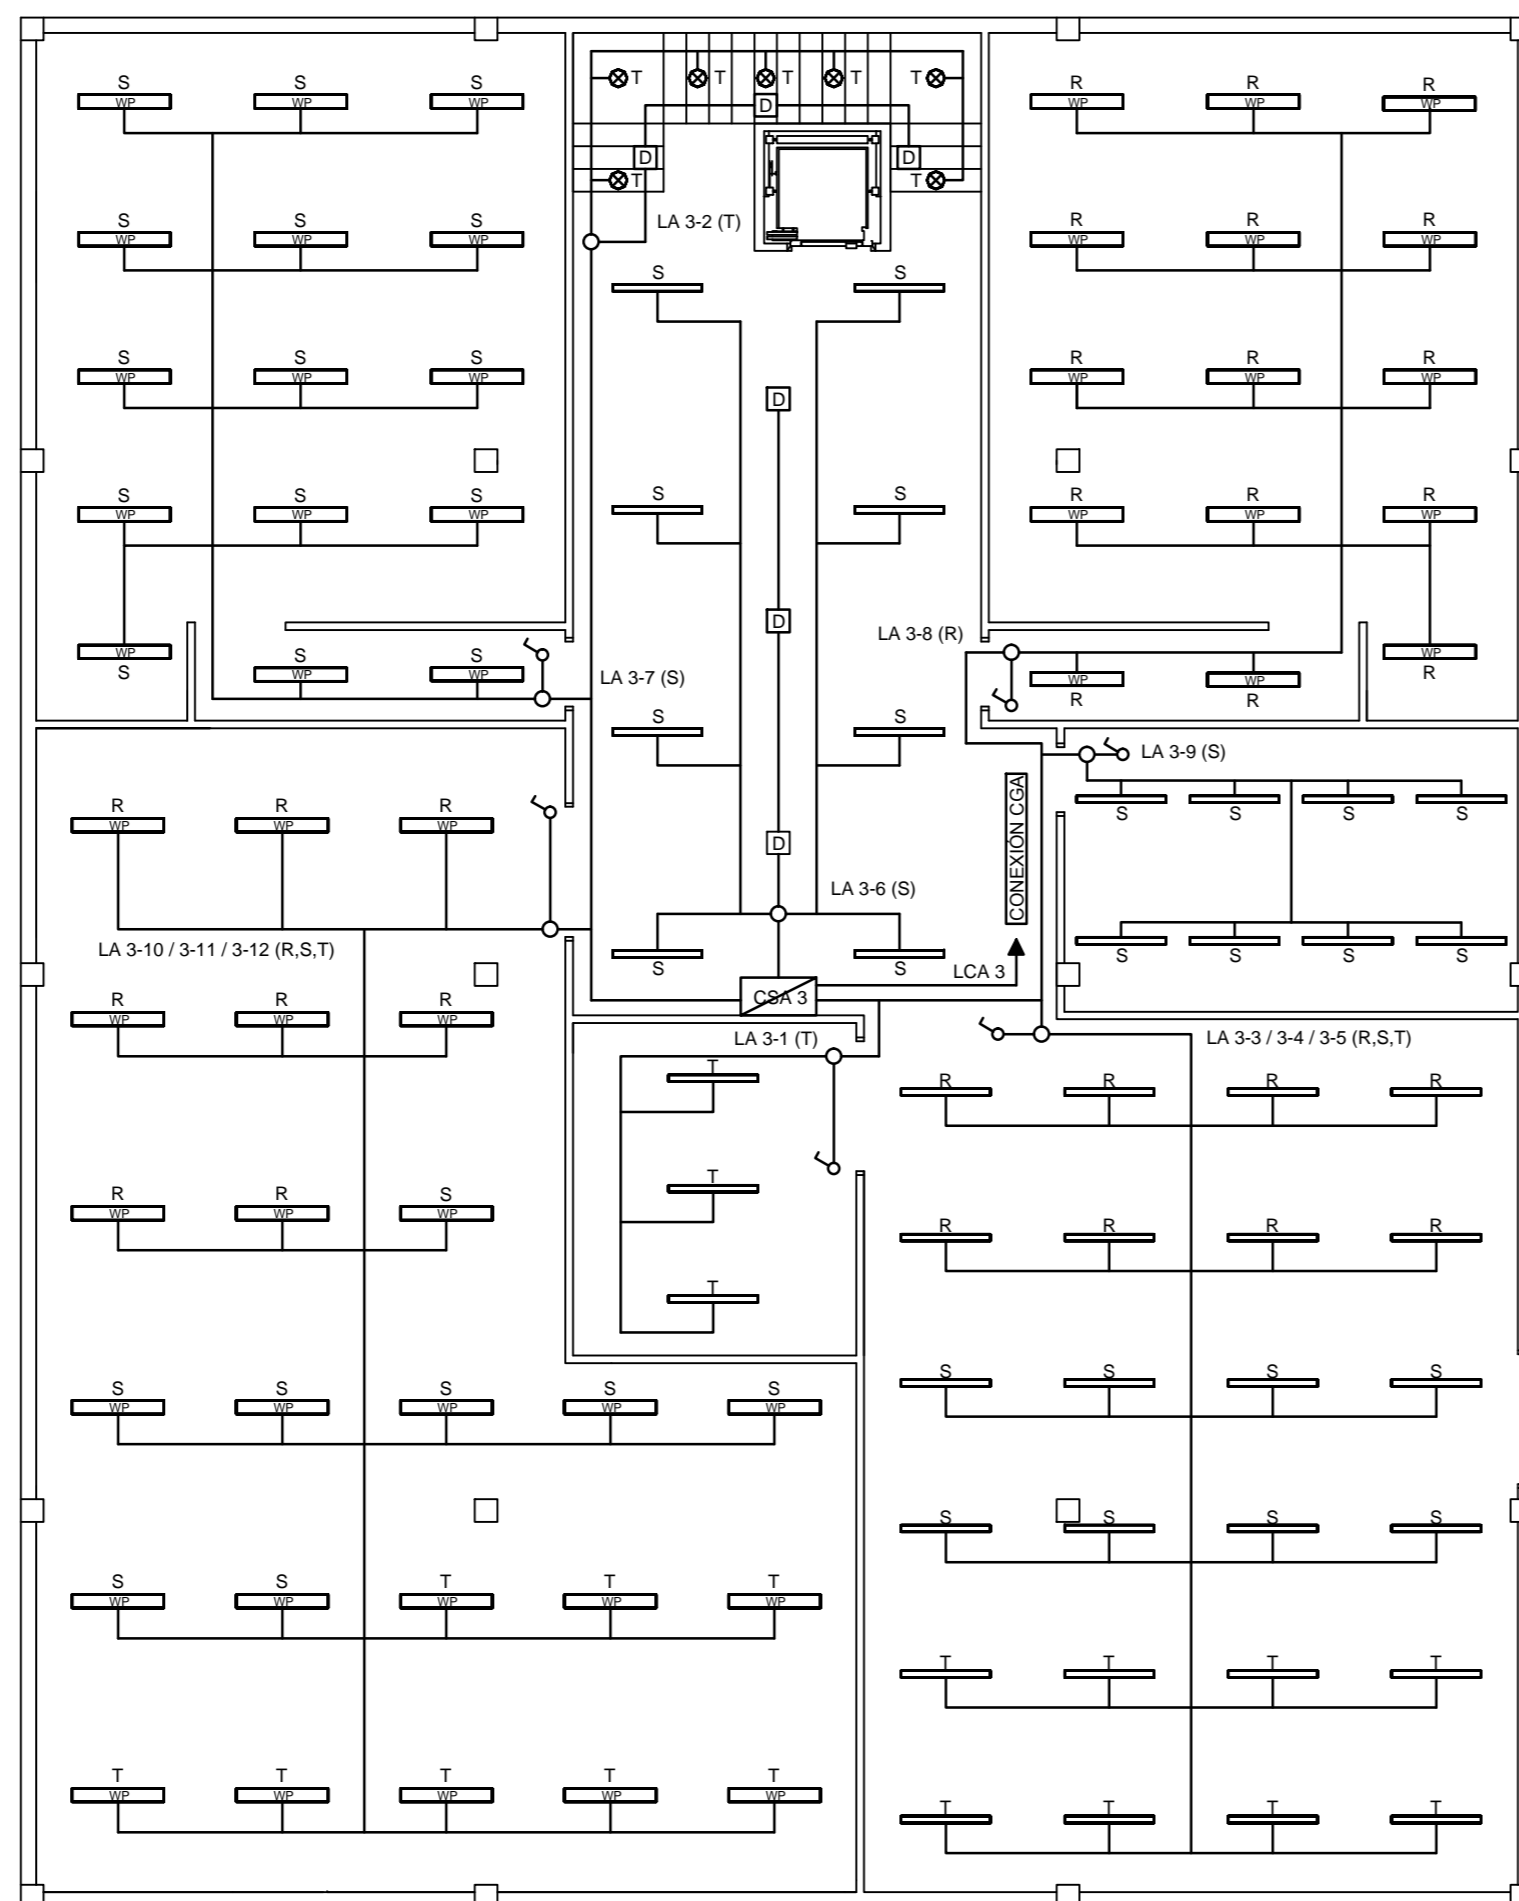 S S S T T T T T R R R
WP WP WP WP WP WP
D
D D
T T
LA 3-2 (T)
S S S R R R
WP WP WP WP WP WP
S S
S S S R R R
WP WP WP WP WP WP
D
S S S S S R R R
WP WP WP WP WP WP
D
LA 3-8 (R)
WP S S WP
S WP WP R
LA 3-7 (S)
WP WP
R R
S S
LA 3-9 (S)
S S S S
CONEXIÓN CGA
R R R
WP WP WP
D
LA 3-6 (S)
LA 3-10 / 3-11 / 3-12 (R,S,T)
S S
S S S S
LCA 3
CSA 3
R R R
WP WP WP
LA 3-1 (T)
LA 3-3 / 3-4 / 3-5 (R,S,T)
T
R R R R
T
R R S
WP WP WP
R R R R
T
S S S S
S S S S S
WP WP WP WP WP
S S S S
S S T T T
WP WP WP WP WP
T T T T
T T T T T
WP WP WP WP WP
T T T T